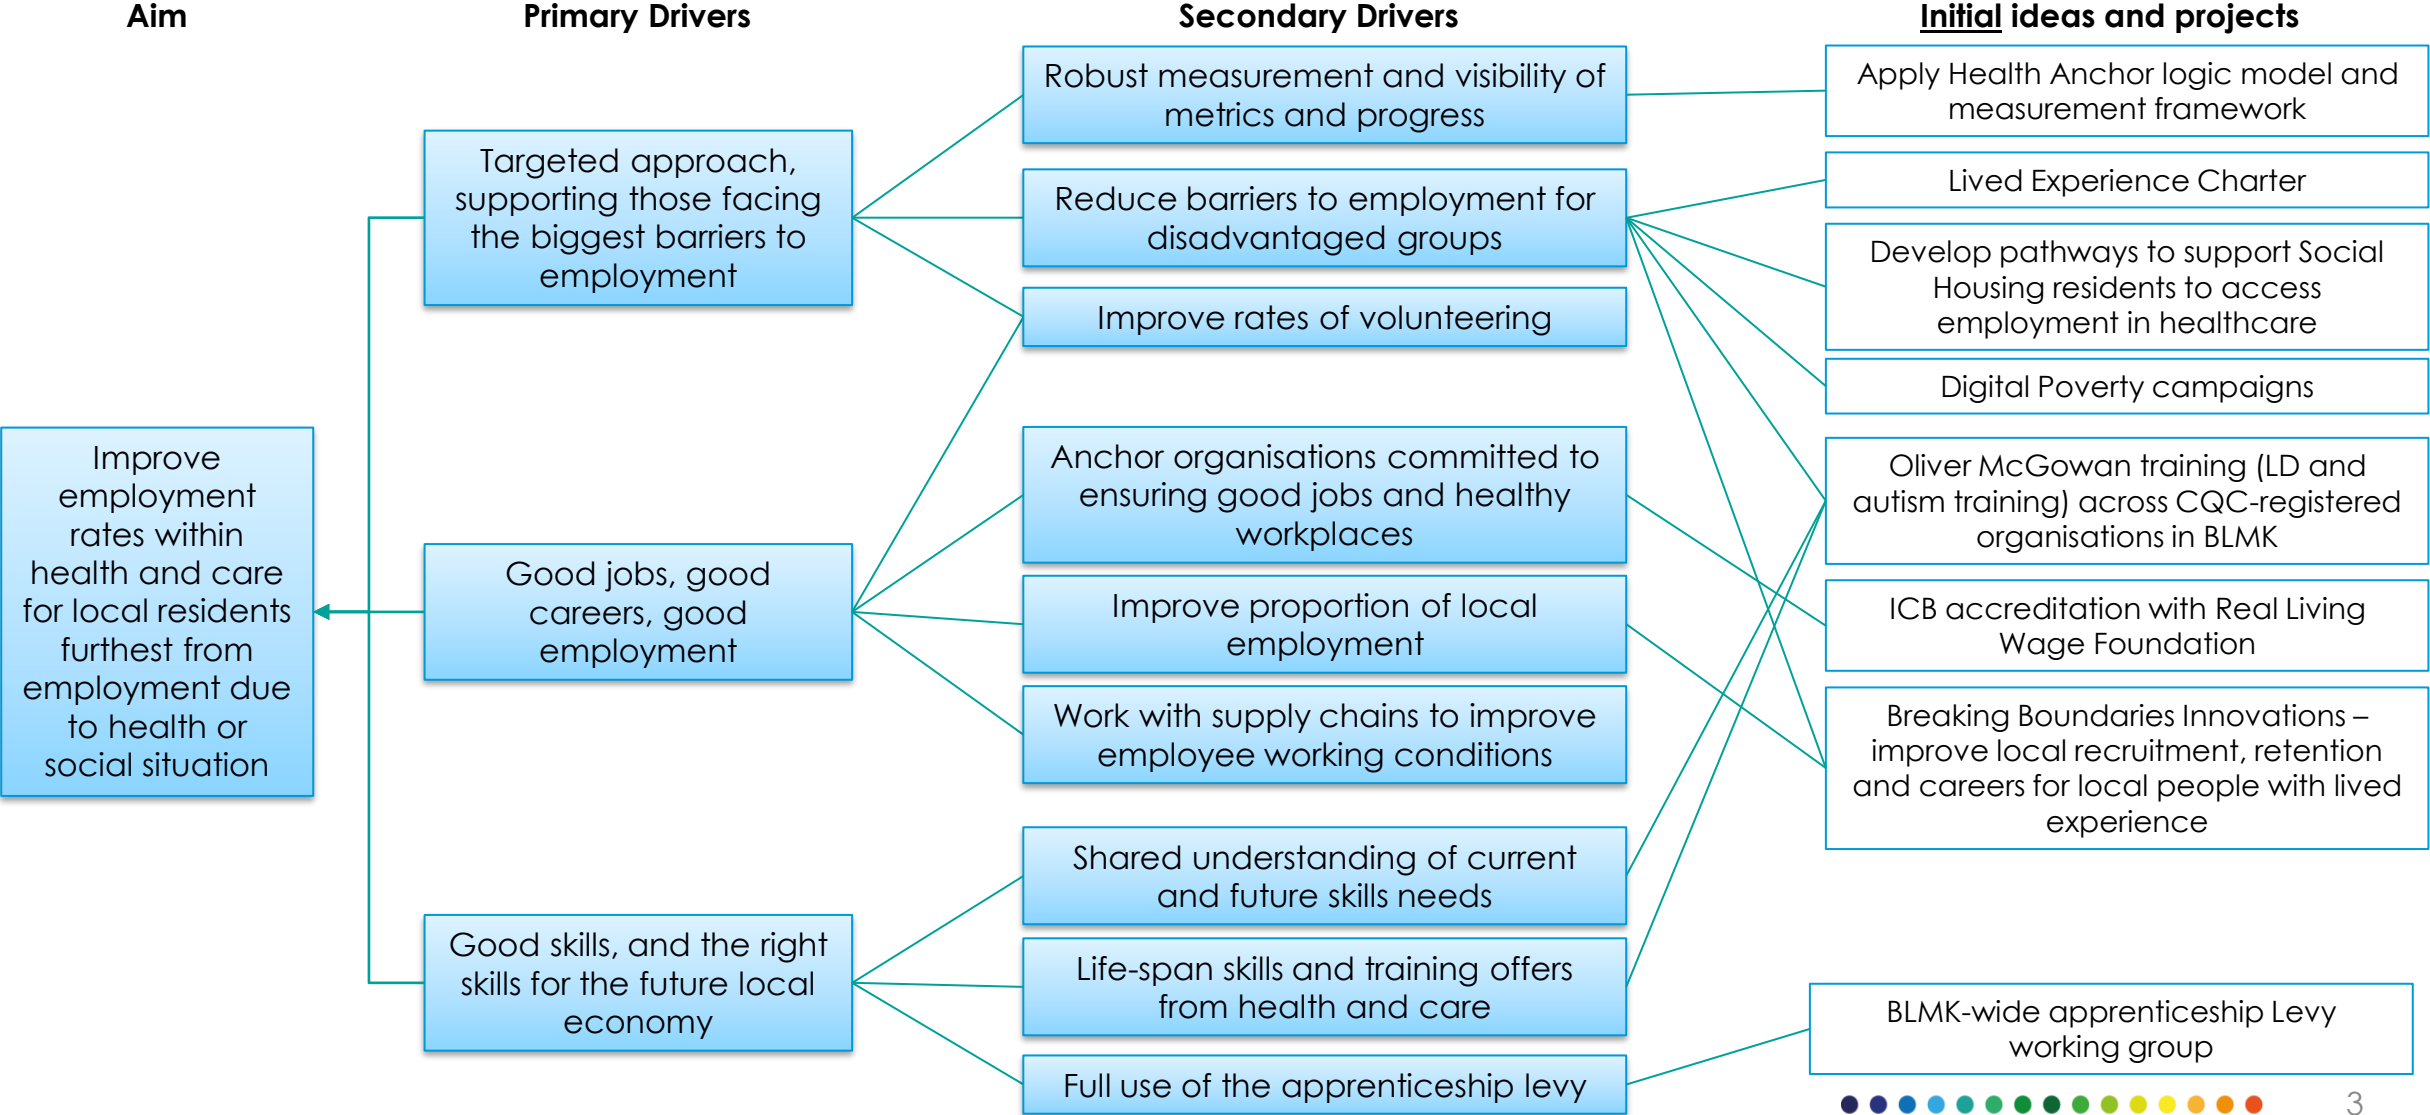 Aim
Primary Drivers
Secondary Drivers
Initial ideas and projects
Improve
employment
rates within
health and care
for local residents
furthest from
employment due
to health or
social situation
Targeted approach,
supporting those facing
the biggest barriers to
employment
Good jobs, good
careers, good
employment
Good skills, and the right
skills for the future local
economy
Robust measurement and visibility of
metrics and progress
Reduce barriers to employment for
disadvantaged groups
Improve rates of volunteering
Anchor organisations committed to
ensuring good jobs and healthy
workplaces
Improve proportion of local
employment
Work with supply chains to improve
employee working conditions
Shared understanding of current
and future skills needs
Life-span skills and training offers
from health and care
Full use of the apprenticeship levy
Apply Health Anchor logic model and
measurement framework
Lived Experience Charter
Develop pathways to support Social
Housing residents to access
employment in healthcare
Digital Poverty campaigns
Oliver McGowan training (LD and
autism training) across CQC-registered
organisations in BLMK
ICB accreditation with Real Living
Wage Foundation
Breaking Boundaries Innovations –
improve local recruitment, retention
and careers for local people with lived
experience
BLMK-wide apprenticeship Levy
working group
3